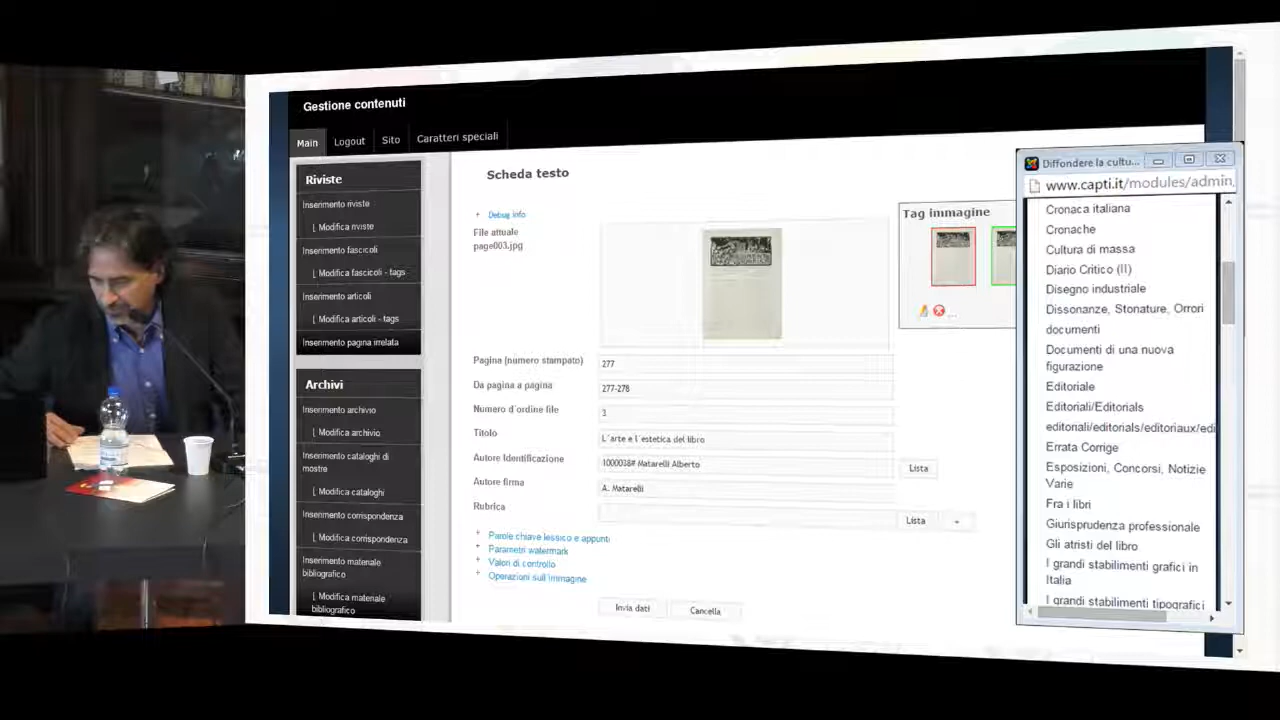 Gestione contenuti
Main
Logout
Sito
Caratteri speciali
Riviste
Inserimento riviste
[ Modifica riviste
Inserimento fascicoli
[ Modifica fascicoli - tags
Inserimento articoli
[ Modifica articoli - tags
Inserimento pagina irrelata
Archivi
Inserimento archivio
[ Modifica archivio
Inserimento cataloghi di
mostre
[ Modifica cataloghi
Inserimento corrispondenza
[ Modifica corrispondenza
Inserimento materiale
bibliografico
[ Modifica materiale
bibliografico
Scheda testo
+ Debug info
File attuale
page003.jpg
Pagina (numero stampato)
277
Da pagina a pagina
277-278
Numero d´ordine file
3
Titolo
L´arte e l´estetica del libro
Autore Identificazione
1000038# Matarelli Alberto
Lista
Autore firma
A. Matarelli
Rubrica
Lista
+ Parole chiave lessico e appunti
+ Parametri watermark
+ Valori di controllo
+ Operazioni sull'immagine
Invia dati
Cancella
Tag immagine
...
Diffondere la cultu...
www.capti.it/modules/admin,
Cronaca italiana
Cronache
Cultura di massa
Diario Critico (II)
Disegno industriale
Dissonanze, Stonature, Orrori
documenti
Documenti di una nuova
figurazione
Editoriale
Editoriali/Editorials
editoriali/editorials/editoriaux/edi
Errata Corrige
Esposizioni, Concorsi, Notizie
Varie
Fra i libri
Giurisprudenza professionale
Gli atristi del libro
I grandi stabilimenti grafici in
Italia
I grandi stabilimenti tipografici